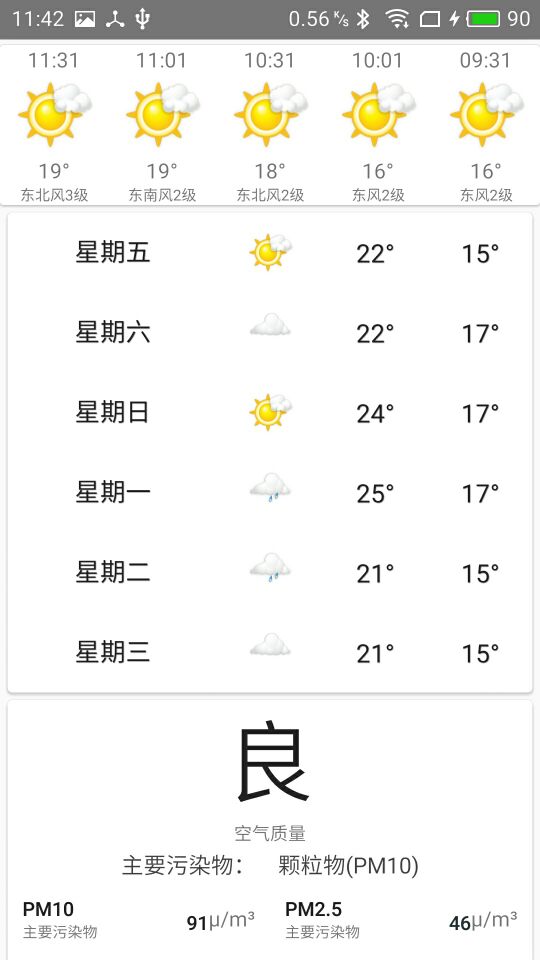 11:42 0.56 K/s 90
11:31 11:01 10:31 10:01 09:31
19° 19° 18° 16° 16°
东北风3级 东南风2级 东北风2级 东风2级 东风2级
星期五 22° 15°
星期六 22° 17°
星期日 24° 17°
星期一 25° 17°
星期二 21° 15°
星期三 21° 15°
良
空气质量
主要污染物： 颗粒物(PM10)
PM10 91μ/m³ PM2.5 46μ/m³
主要污染物 主要污染物